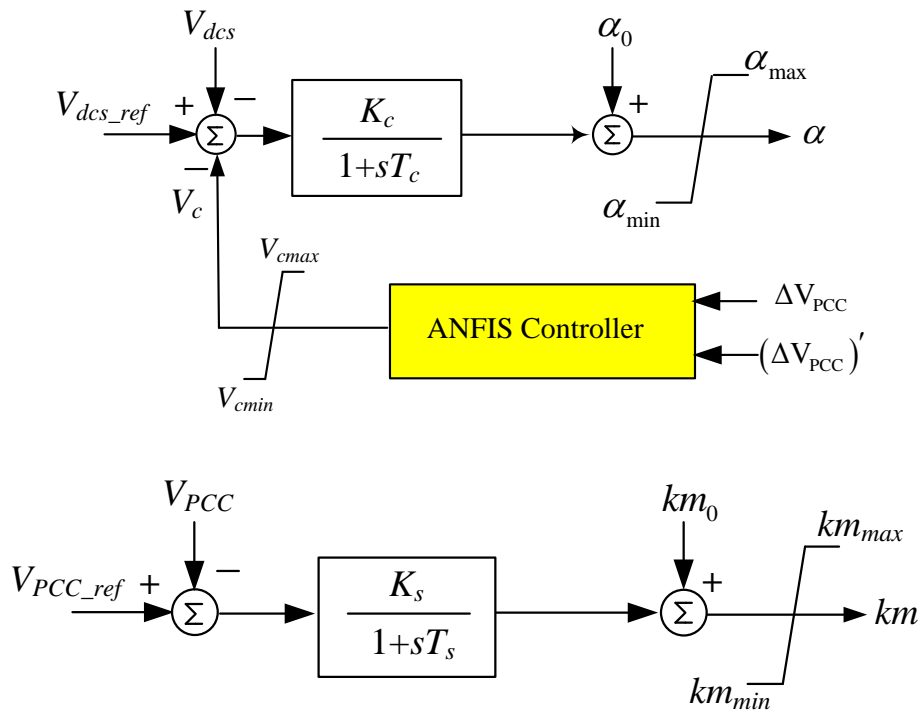 V_dcs
α_0
α_max
V_dcs_ref
+
−
Σ
K_c
1+sT_c
+
Σ
α
−
V_c
α_min
V_cmax
V_cmin
ANFIS Controller
ΔV_PCC
(ΔV_PCC)′
V_PCC
km_0
km_max
V_PCC_ref
+
−
Σ
K_s
1+sT_s
+
Σ
km
km_min